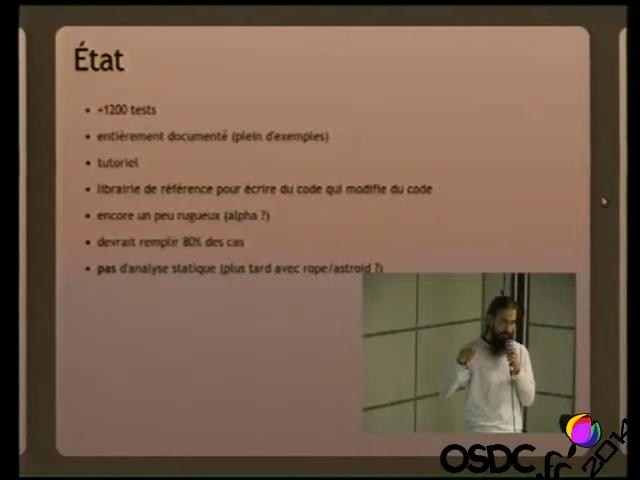 État
+1200 tests
entièrement documenté (plein d'exemples)
tutoriel
librairie de référence pour écrire du code qui modifie du code
encore un peu rugueux (alpha ?)
devrait remplir 80% des cas
pas d'analyse statique (plus tard avec rope/astroid ?)
OSDC.fr 2014